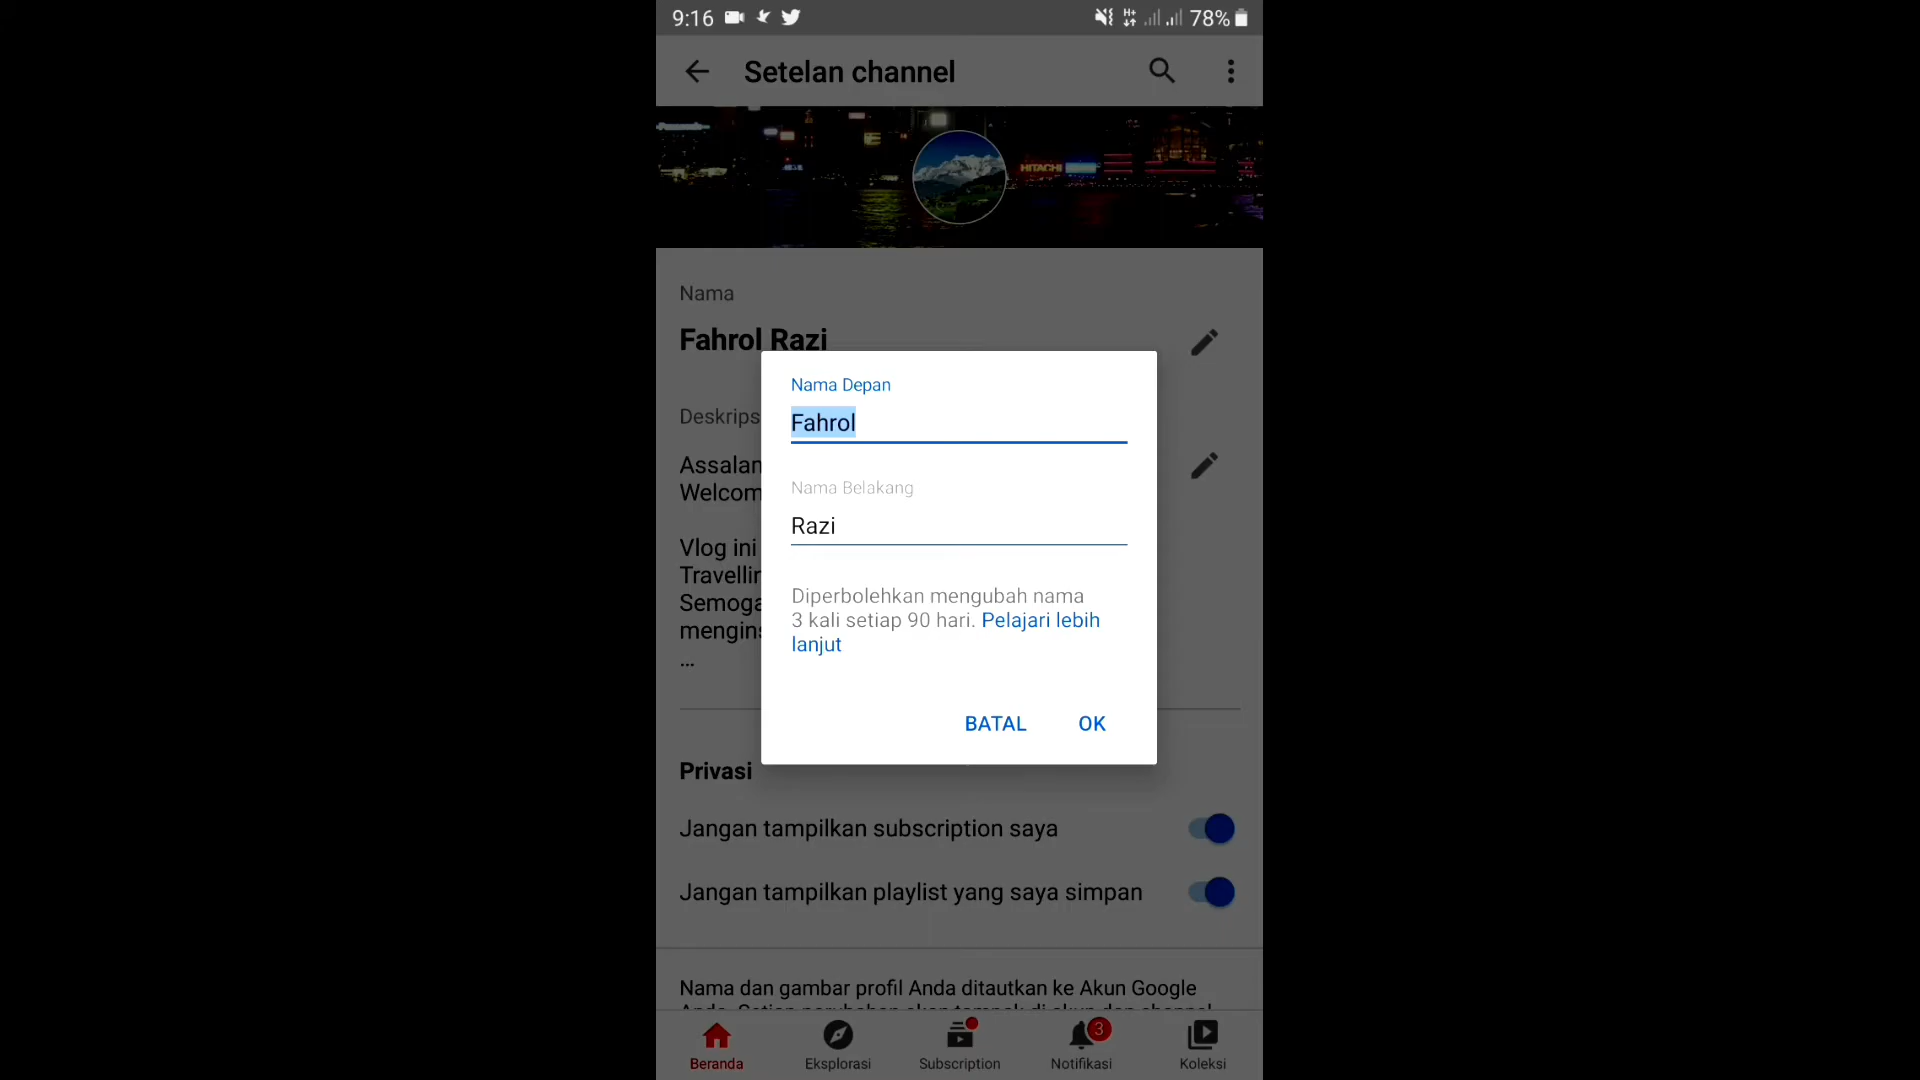 9:16
78%
Setelan channel
HITACHI
Nama
Fahrol Razi
Deskrips
Assalan
Welcom
Vlog ini
Travellir
Semoga
mengins
...
Nama Depan
Fahrol
Nama Belakang
Razi
Diperbolehkan mengubah nama
3 kali setiap 90 hari. Pelajari lebih
lanjut
BATAL OK
Privasi
Jangan tampilkan subscription saya
Jangan tampilkan playlist yang saya simpan
Nama dan gambar profil Anda ditautkan ke Akun Google
3
Beranda Eksplorasi Subscription Notifikasi Koleksi